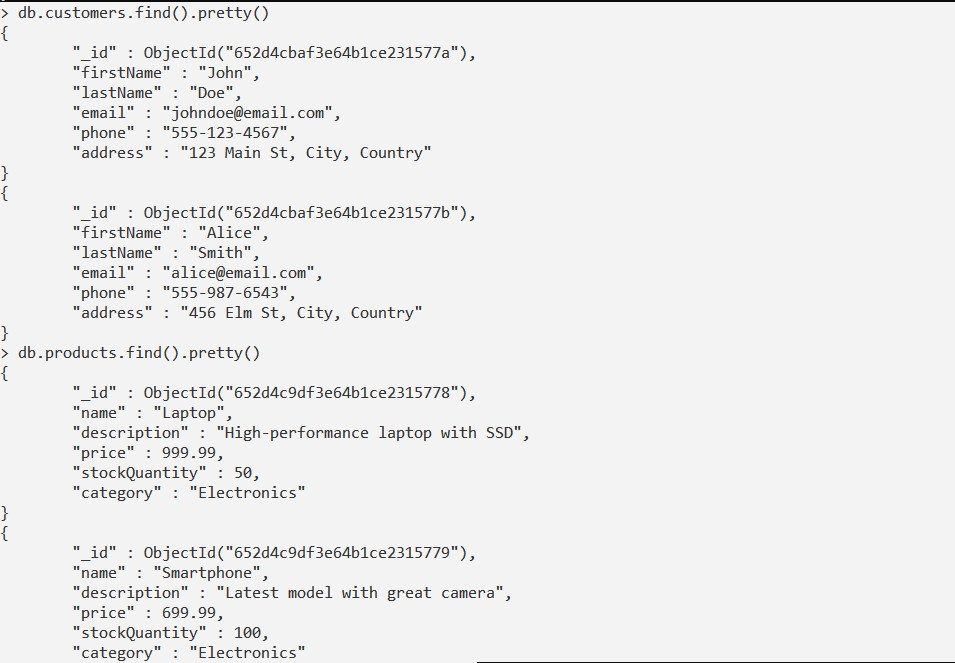 > db.customers.find().pretty()
{
        "_id" : ObjectId("652d4cbaf3e64b1ce231577a"),
        "firstName" : "John",
        "lastName" : "Doe",
        "email" : "johndoe@email.com",
        "phone" : "555-123-4567",
        "address" : "123 Main St, City, Country"
}
{
        "_id" : ObjectId("652d4cbaf3e64b1ce231577b"),
        "firstName" : "Alice",
        "lastName" : "Smith",
        "email" : "alice@email.com",
        "phone" : "555-987-6543",
        "address" : "456 Elm St, City, Country"
}
> db.products.find().pretty()
{
        "_id" : ObjectId("652d4c9df3e64b1ce2315778"),
        "name" : "Laptop",
        "description" : "High-performance laptop with SSD",
        "price" : 999.99,
        "stockQuantity" : 50,
        "category" : "Electronics"
}
{
        "_id" : ObjectId("652d4c9df3e64b1ce2315779"),
        "name" : "Smartphone",
        "description" : "Latest model with great camera",
        "price" : 699.99,
        "stockQuantity" : 100,
        "category" : "Electronics"